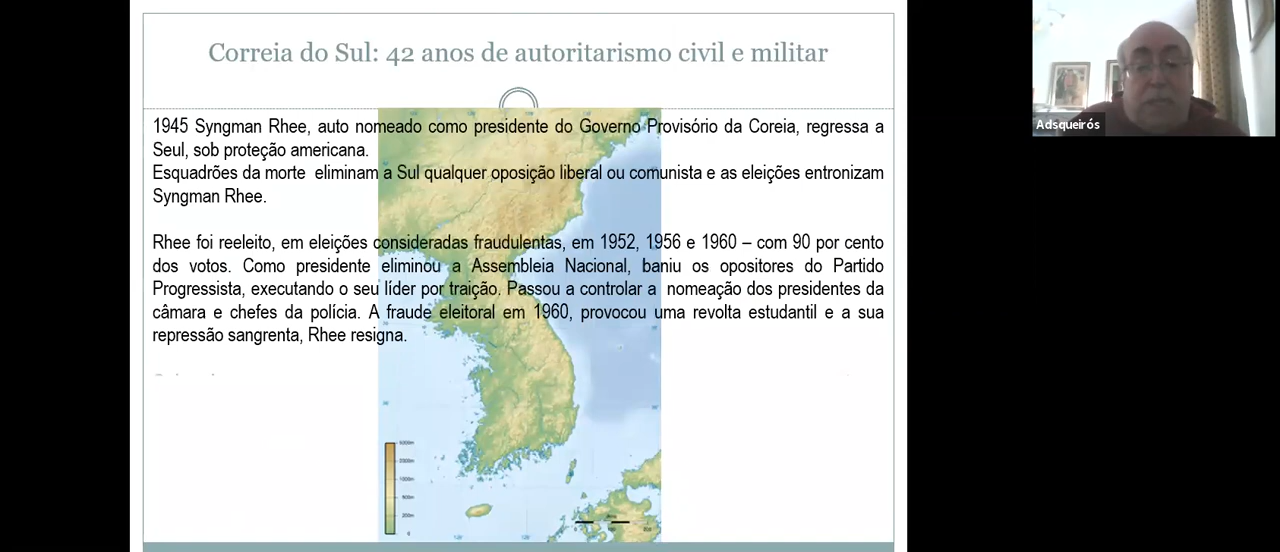 Correia do Sul: 42 anos de autoritarismo civil e militar
1945 Syngman Rhee, auto nomeado como presidente do Governo Provisório da Coreia, regressa a
Seul, sob proteção americana.
Esquadrões da morte eliminam a Sul qualquer oposição liberal ou comunista e as eleições entronizam
Syngman Rhee.
Rhee foi reeleito, em eleições consideradas fraudulentas, em 1952, 1956 e 1960 – com 90 por cento
dos votos. Como presidente eliminou a Assembleia Nacional, baniu os opositores do Partido
Progressista, executando o seu líder por traição. Passou a controlar a nomeação dos presidentes da
câmara e chefes da polícia. A fraude eleitoral em 1960, provocou uma revolta estudantil e a sua
repressão sangrenta, Rhee resigna.
Adsqueirós